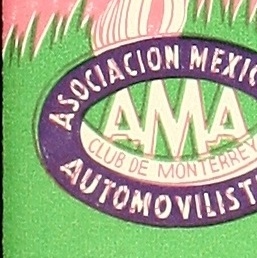 ASOCIACION MEXIC
AMA
CLUB DE MONTERREY
AUTOMOVILIST